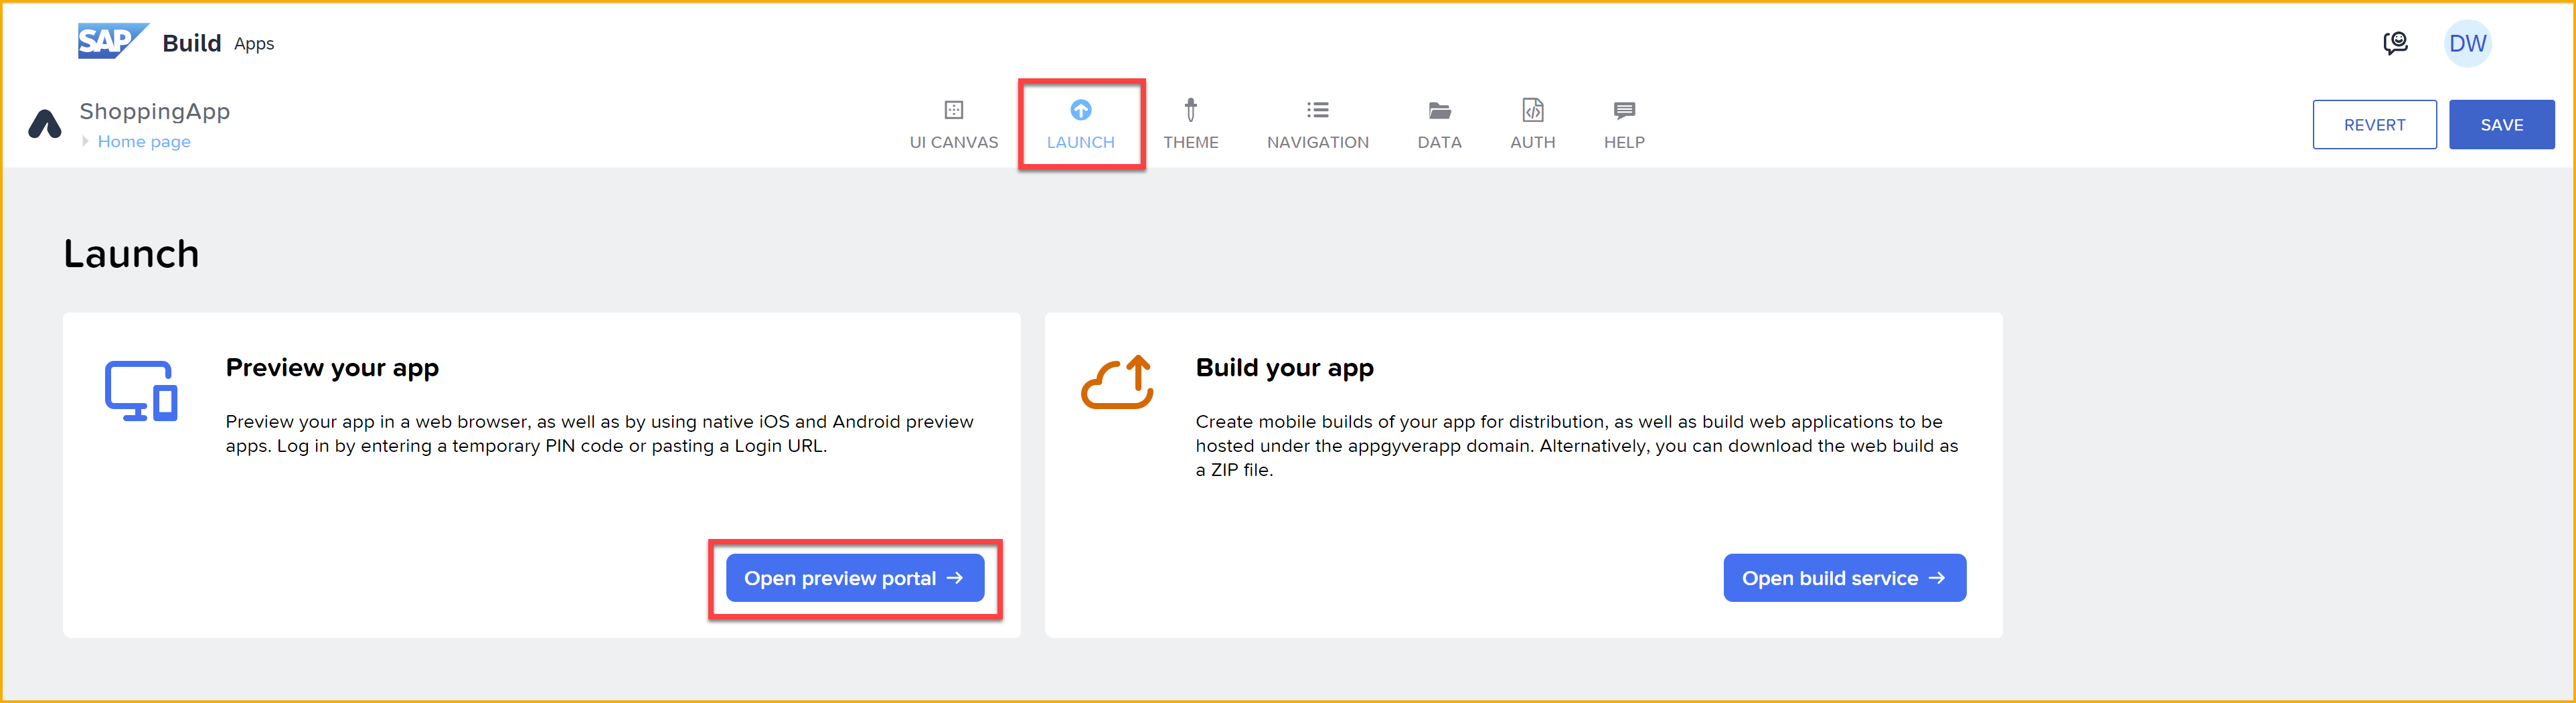 SAP Build Apps
DW
ShoppingApp
Home page
UI CANVAS
LAUNCH
THEME
NAVIGATION
DATA
AUTH
HELP
REVERT
SAVE
Launch
Preview your app
Preview your app in a web browser, as well as by using native iOS and Android preview
apps. Log in by entering a temporary PIN code or pasting a Login URL.
Open preview portal →
Build your app
Create mobile builds of your app for distribution, as well as build web applications to be
hosted under the appgyverapp domain. Alternatively, you can download the web build as
a ZIP file.
Open build service →